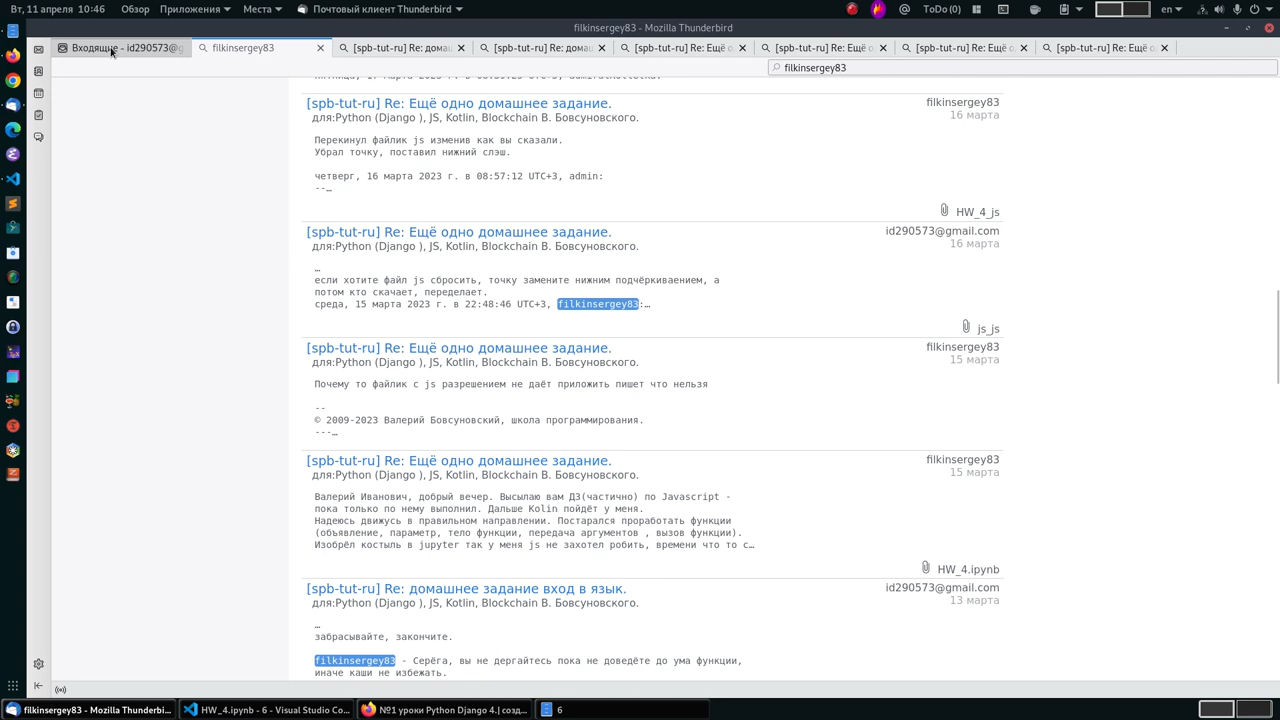 Вт, 11 апреля 10:46 Обзор Приложения Места Почтовый клиент Thunderbird ToDo (0) en
filkinsergey83 - Mozilla Thunderbird
Входящие - id290573@g filkinsergey83 [spb-tut-ru] Re: дома [spb-tut-ru] Re: дома [spb-tut-ru] Re: Ещё о [spb-tut-ru] Re: Ещё о [spb-tut-ru] Re: Ещё о [spb-tut-ru] Re: Ещё о
filkinsergey83
[spb-tut-ru] Re: Ещё одно домашнее задание. filkinsergey83
для:Python (Django ), JS, Kotlin, Blockchain В. Бовсуновского. 16 марта
Перекинул файлик js изменив как вы сказали.
Убрал точку, поставил нижний слэш.
четверг, 16 марта 2023 г. в 08:57:12 UTC+3, admin:
--…
HW_4_js
[spb-tut-ru] Re: Ещё одно домашнее задание. id290573@gmail.com
для:Python (Django ), JS, Kotlin, Blockchain В. Бовсуновского. 16 марта
…
если хотите файл js сбросить, точку замените нижним подчёркиваением, а
потом кто скачает, переделает.
среда, 15 марта 2023 г. в 22:48:46 UTC+3, filkinsergey83:…
js_js
[spb-tut-ru] Re: Ещё одно домашнее задание. filkinsergey83
для:Python (Django ), JS, Kotlin, Blockchain В. Бовсуновского. 15 марта
Почему то файлик с js разрешением не даёт приложить пишет что нельзя
--
© 2009-2023 Валерий Бовсуновский, школа программирования.
---…
[spb-tut-ru] Re: Ещё одно домашнее задание. filkinsergey83
для:Python (Django ), JS, Kotlin, Blockchain В. Бовсуновского. 15 марта
Валерий Иванович, добрый вечер. Высылаю вам ДЗ(частично) по Javascript -
пока только по нему выполнил. Дальше Kolin пойдёт у меня.
Надеюсь движусь в правильном направлении. Постарался проработать функции
(объявление, параметр, тело функции, передача аргументов , вызов функции).
Изобрёл костыль в jupyter так у меня js не захотел робить, времени что то с…
HW_4.ipynb
[spb-tut-ru] Re: домашнее задание вход в язык. id290573@gmail.com
для:Python (Django ), JS, Kotlin, Blockchain В. Бовсуновского. 13 марта
…
забрасывайте, закончите.
filkinsergey83 - Серёга, вы не дергайтесь пока не доведёте до ума функции,
иначе каши не избежать.
filkinsergey83 - Mozilla Thunderbi... HW_4.ipynb - 6 - Visual Studio Co... №1 уроки Python Django 4.| созд... 6